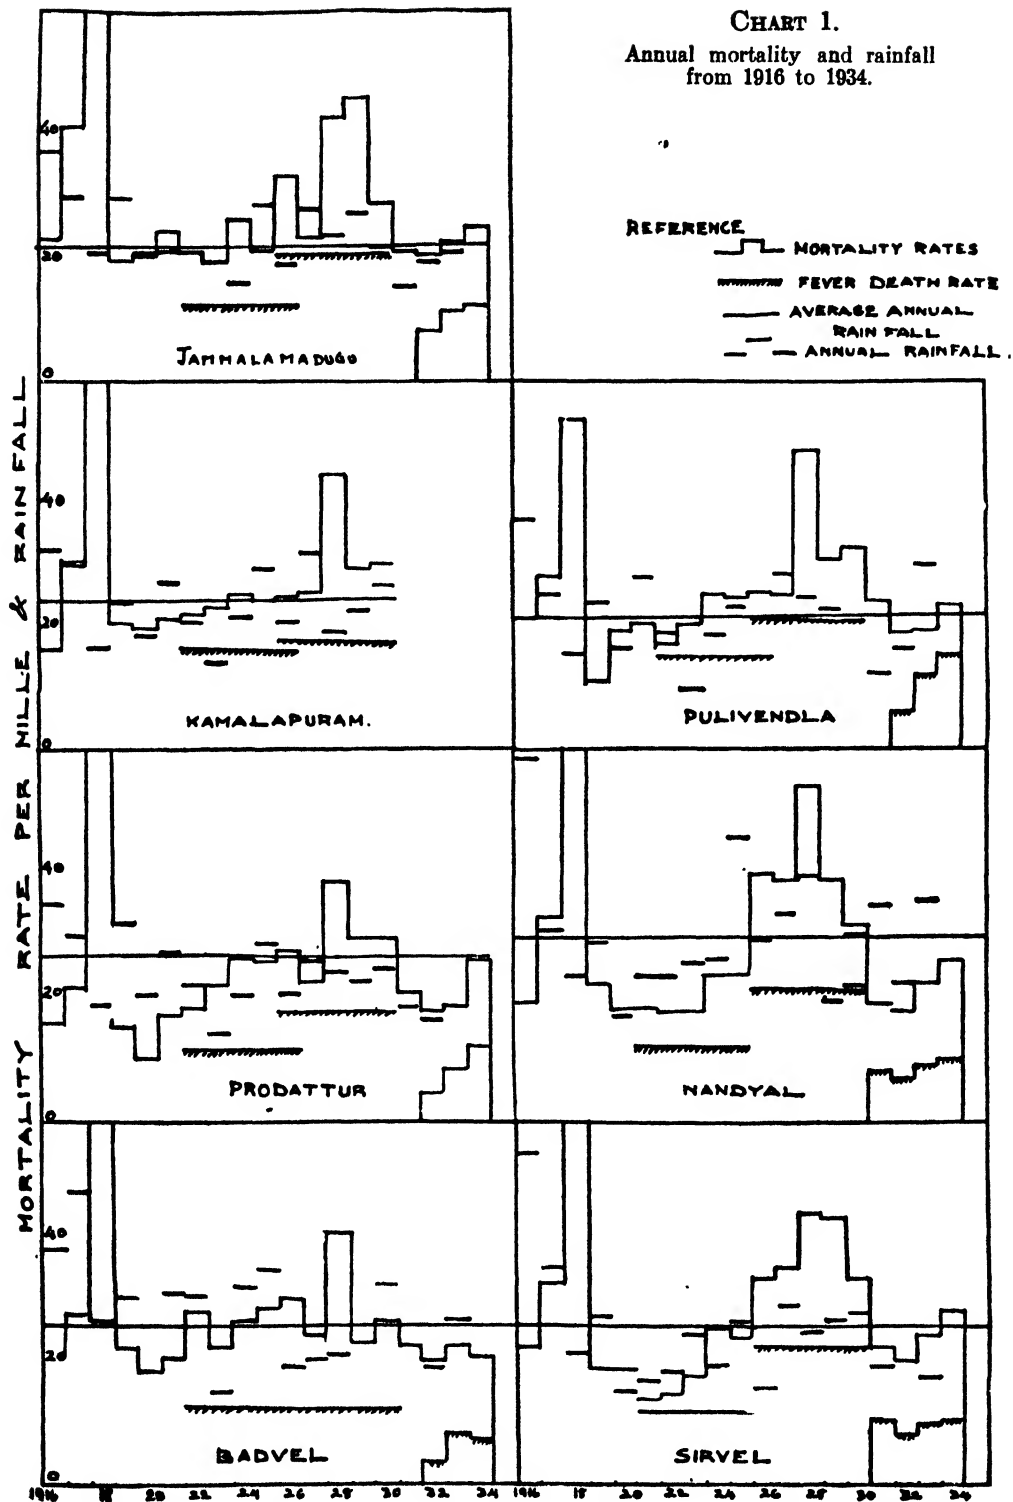 CHART 1.
Annual mortality and rainfall
from 1916 to 1934.
REFERENCE
MORTALITY RATES
FEVER DEATH RATE
AVERAGE ANNUAL
RAIN FALL
ANNUAL RAINFALL.
MORTALITY RATE PER MILLE & RAIN FALL
40
20
0
JAMMALAMADUGU
40
20
0
KAMALAPURAM.
PULIVENDLA
40
20
0
PRODATTUR
NANDYAL
40
20
0
BADVEL
SIRVEL
1916 18 20 22 24 26 28 30 32 34 1916 18 20 22 24 26 28 30 32 34